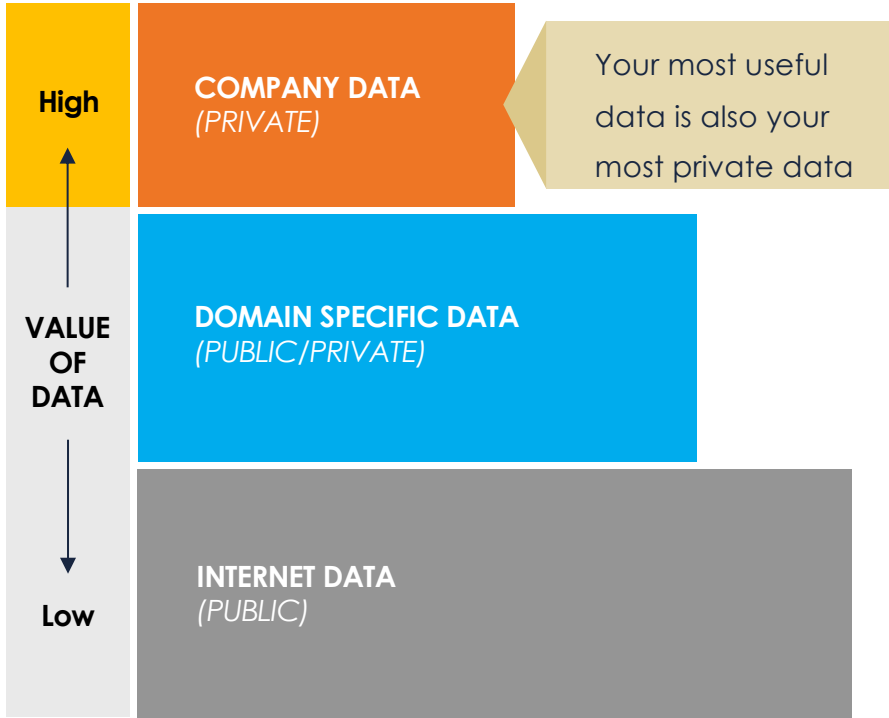 High
VALUE
OF
DATA
Low
COMPANY DATA
(PRIVATE)
Your most useful
data is also your
most private data
DOMAIN SPECIFIC DATA
(PUBLIC/PRIVATE)
INTERNET DATA
(PUBLIC)